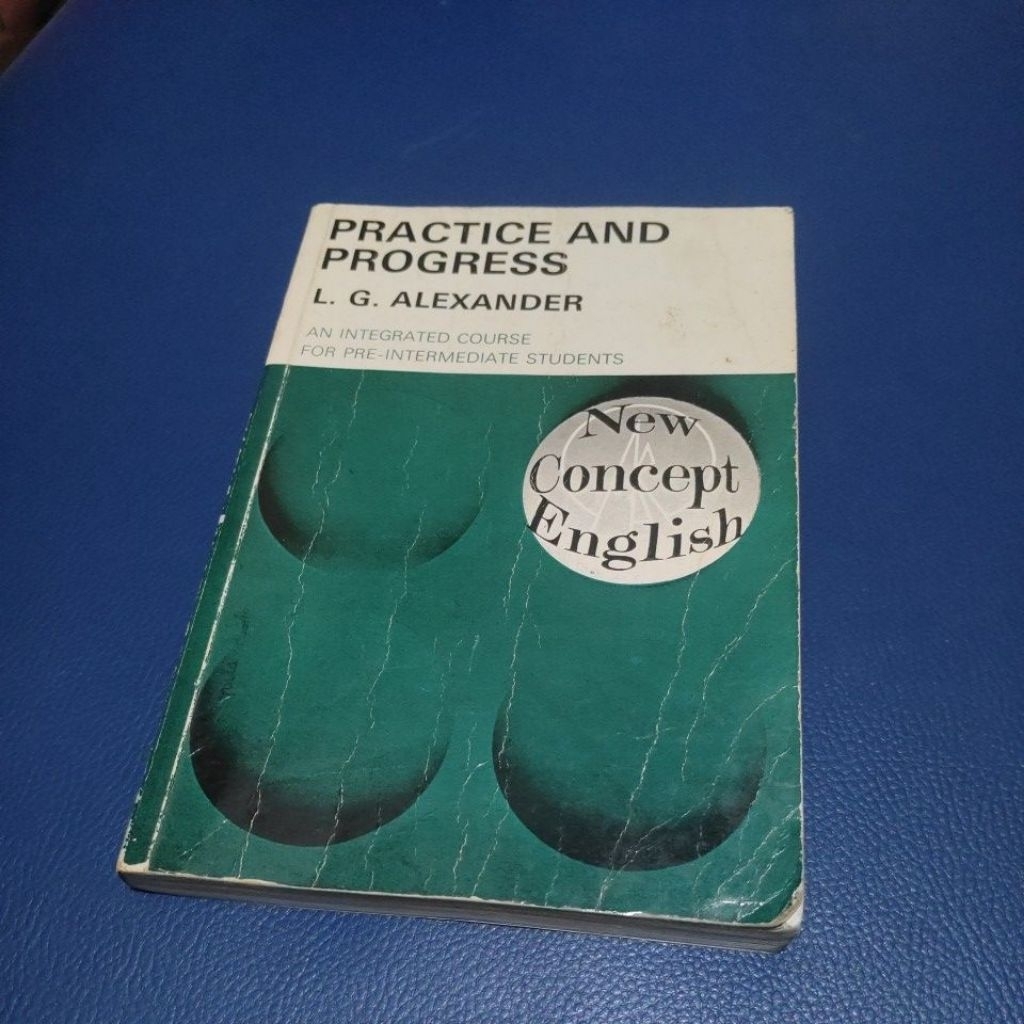 PRACTICE AND
PROGRESS
L. G. ALEXANDER
AN INTEGRATED COURSE
FOR PRE-INTERMEDIATE STUDENTS
New
Concept
English